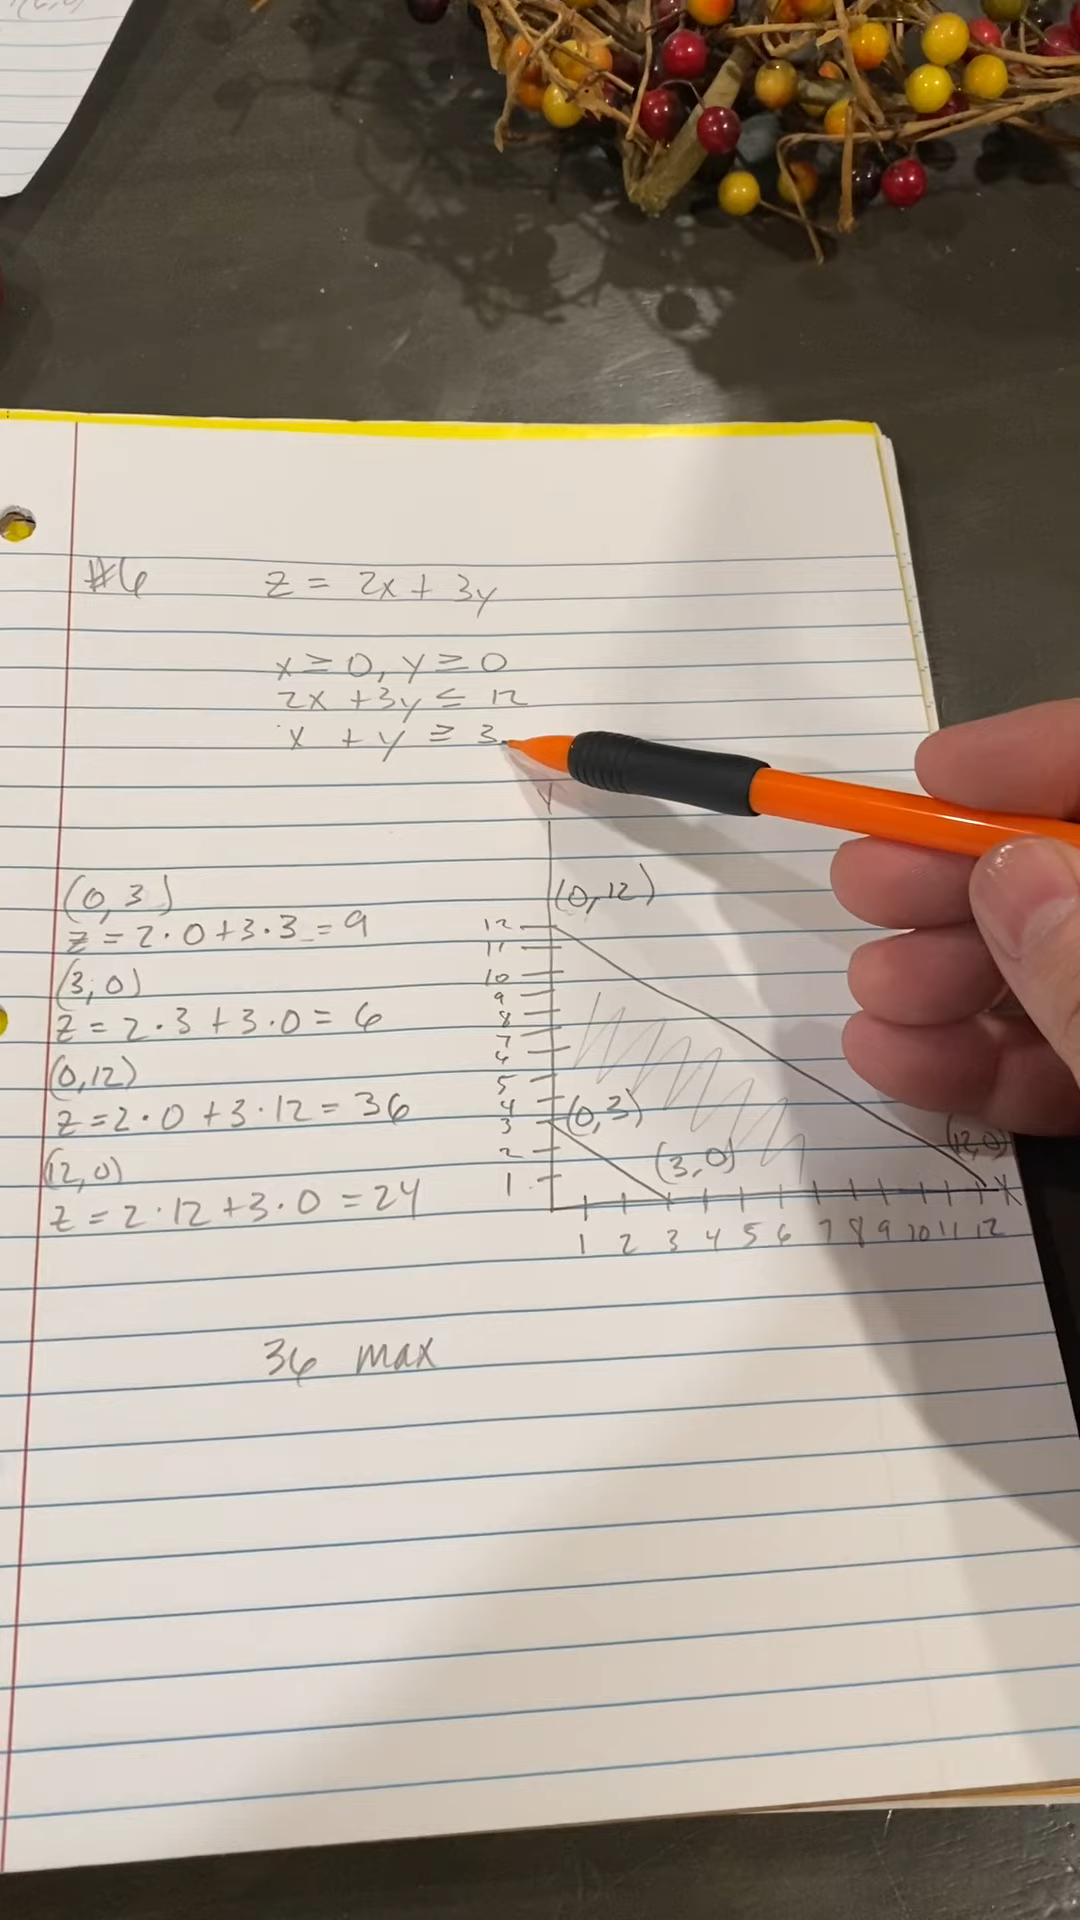 #6 z = 2x + 3y
x ≥ 0, y ≥ 0
2x + 3y ≤ 12
x + y ≥ 3
(0, 3)
z = 2 · 0 + 3 · 3 = 9
(3, 0)
z = 2 · 3 + 3 · 0 = 6
(0, 12)
z = 2 · 0 + 3 · 12 = 36
(12, 0)
z = 2 · 12 + 3 · 0 = 24
Y
(0, 12)
12
11
10
9
8
7
6
5
4
3
2
1
(0, 3)
(3, 0)
(12, 0)
X
1 2 3 4 5 6 7 8 9 10 11 12
36 max